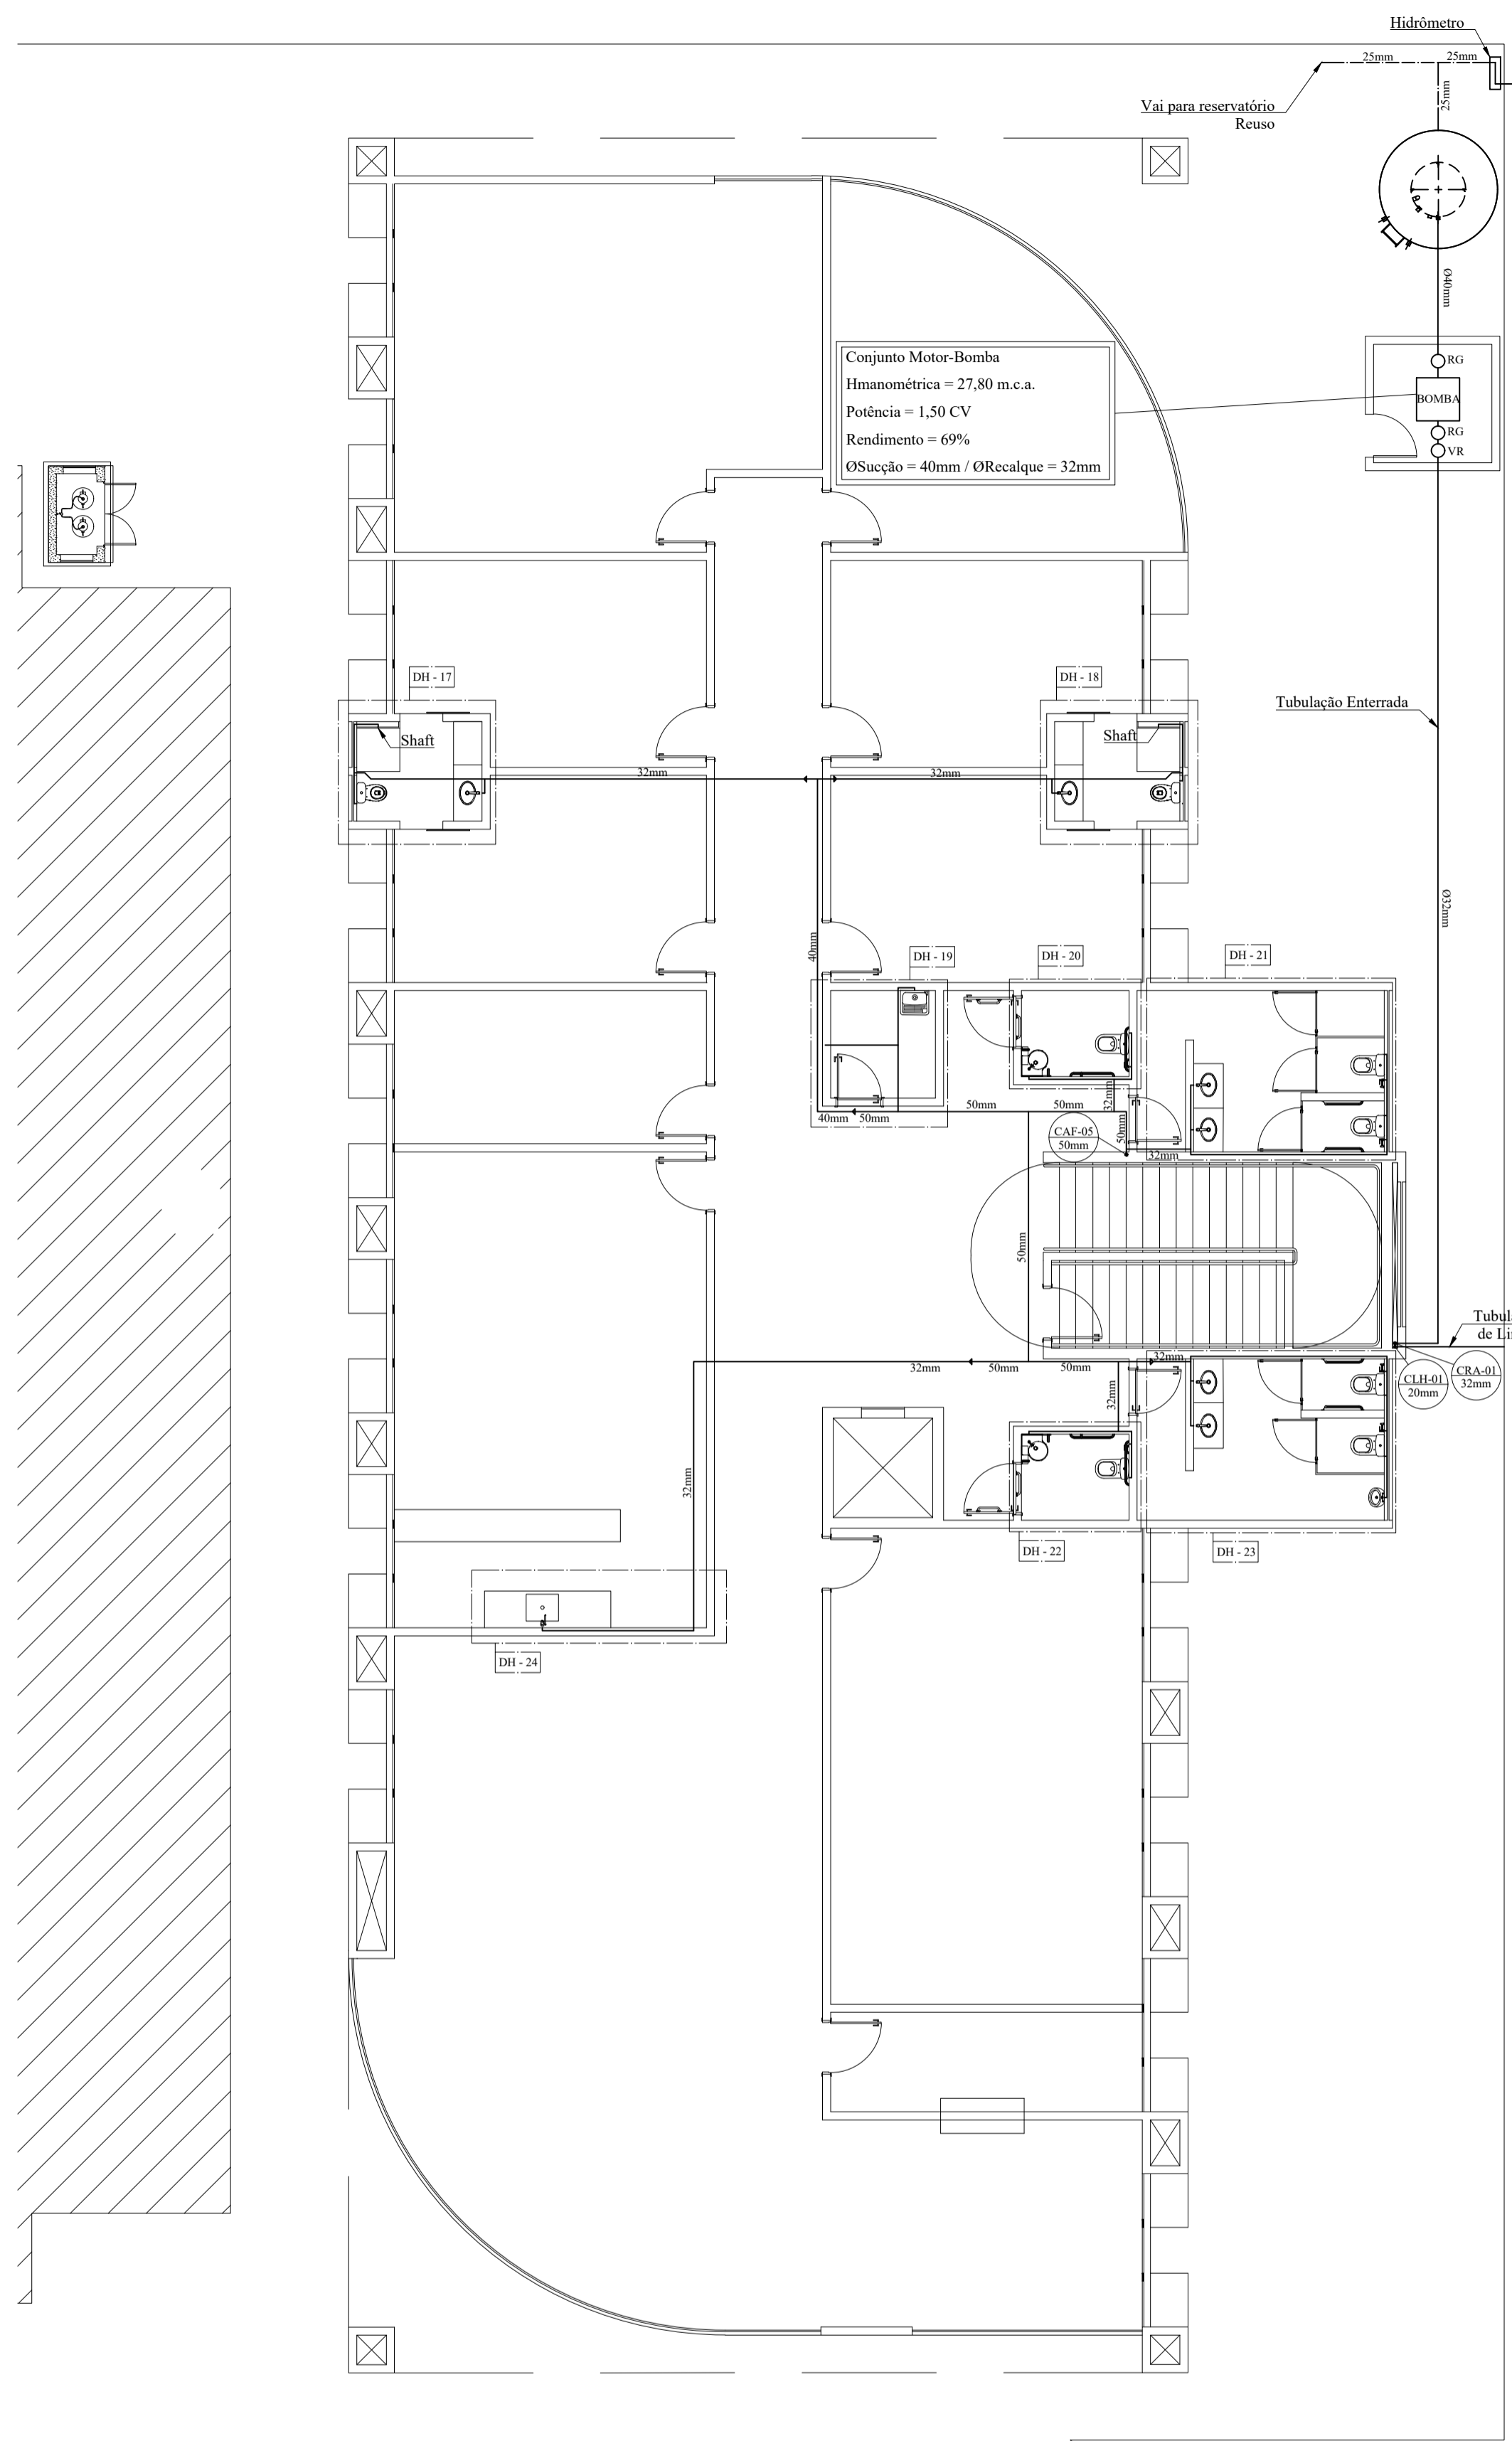 Hidrômetro
25mm
25mm
25mm
Vai para reservatório
Reuso
Ø40mm
Conjunto Motor-Bomba
Hmanométrica = 27,80 m.c.a.
Potência = 1,50 CV
Rendimento = 69%
ØSucção = 40mm / ØRecalque = 32mm
RG
BOMBA
RG
VR
DH - 17
DH - 18
Tubulação Enterrada
Shaft
Shaft
32mm
32mm
Ø32mm
40mm
DH - 19
DH - 20
DH - 21
50mm
50mm
32mm
40mm
50mm
50mm
CAF-05
50mm
32mm
50mm
32mm
50mm
50mm
32mm
32mm
CLH-01
20mm
CRA-01
32mm
32mm
DH - 22
DH - 23
DH - 24